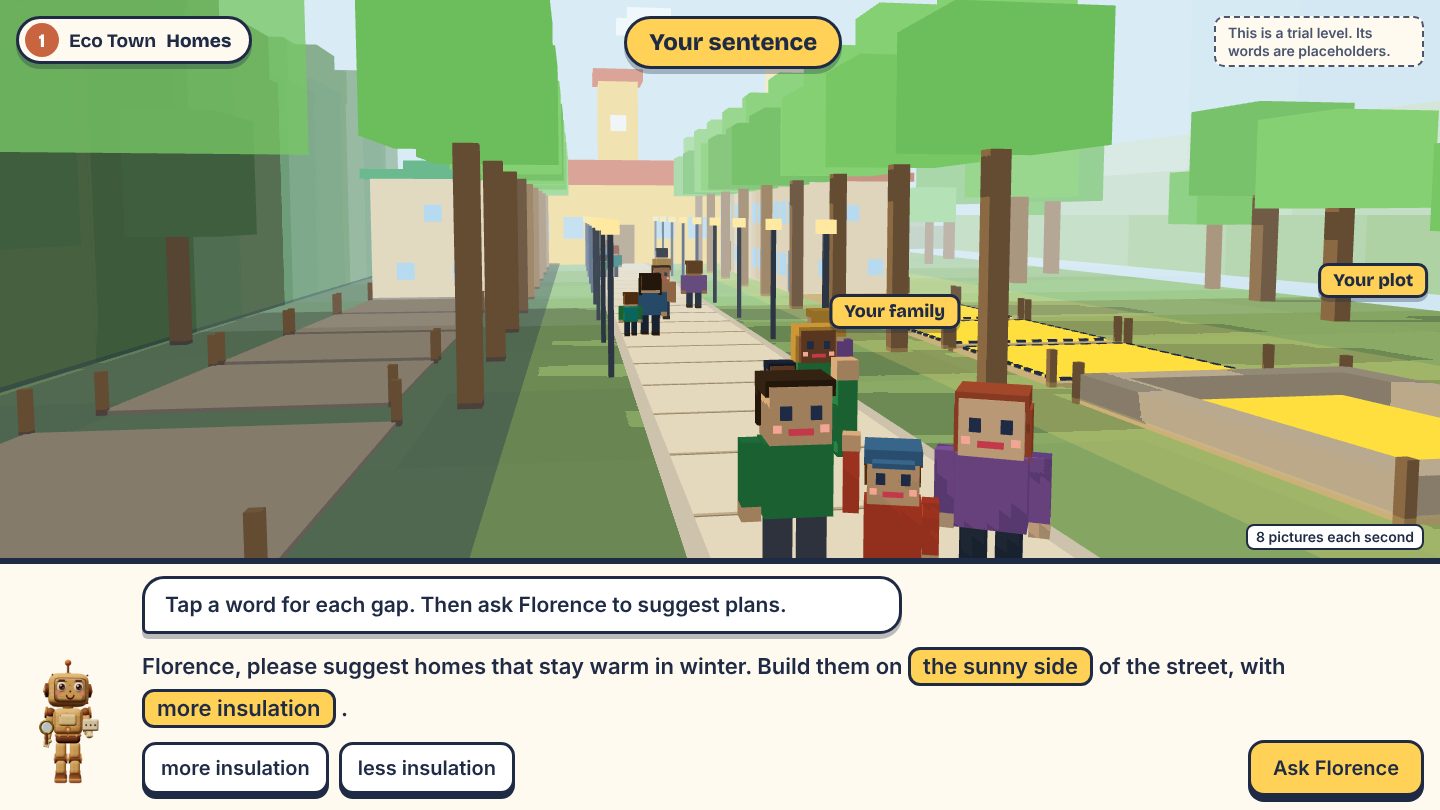 1 Eco Town Homes
Your sentence
This is a trial level. Its
words are placeholders.
Your plot
Your family
8 pictures each second
Tap a word for each gap. Then ask Florence to suggest plans.
Florence, please suggest homes that stay warm in winter. Build them on the sunny side of the street, with
more insulation .
more insulation
less insulation
Ask Florence